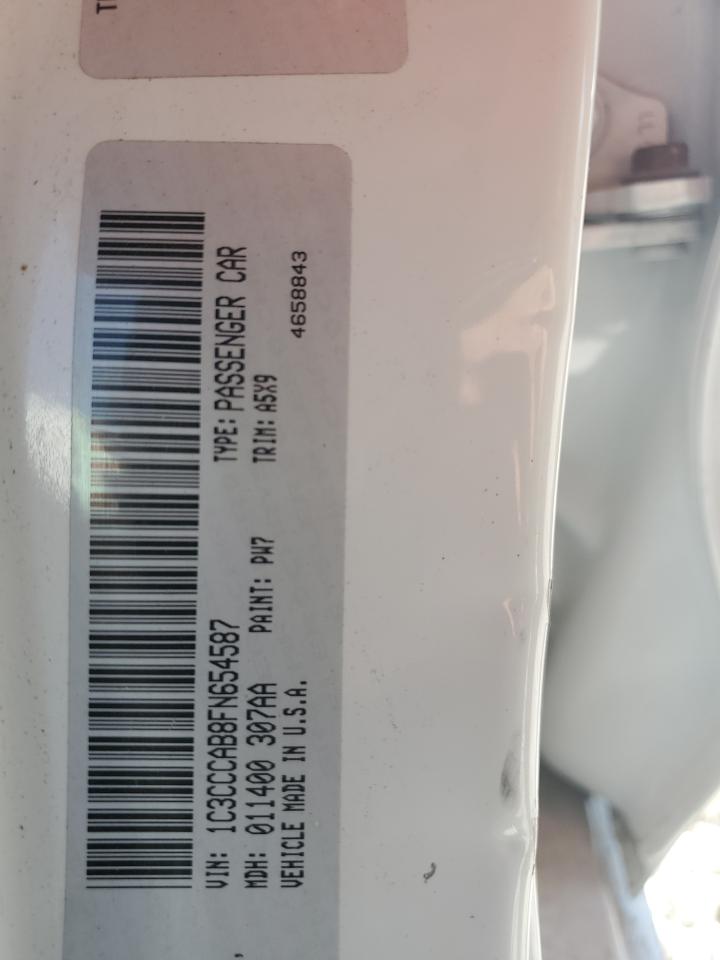 VIN: 1C3CCCAB8FN654587 TYPE: PASSENGER CAR
MDH: 011400 307AA PAINT: PW7 TRIM: A5X9
VEHICLE MADE IN U.S.A. 4658843